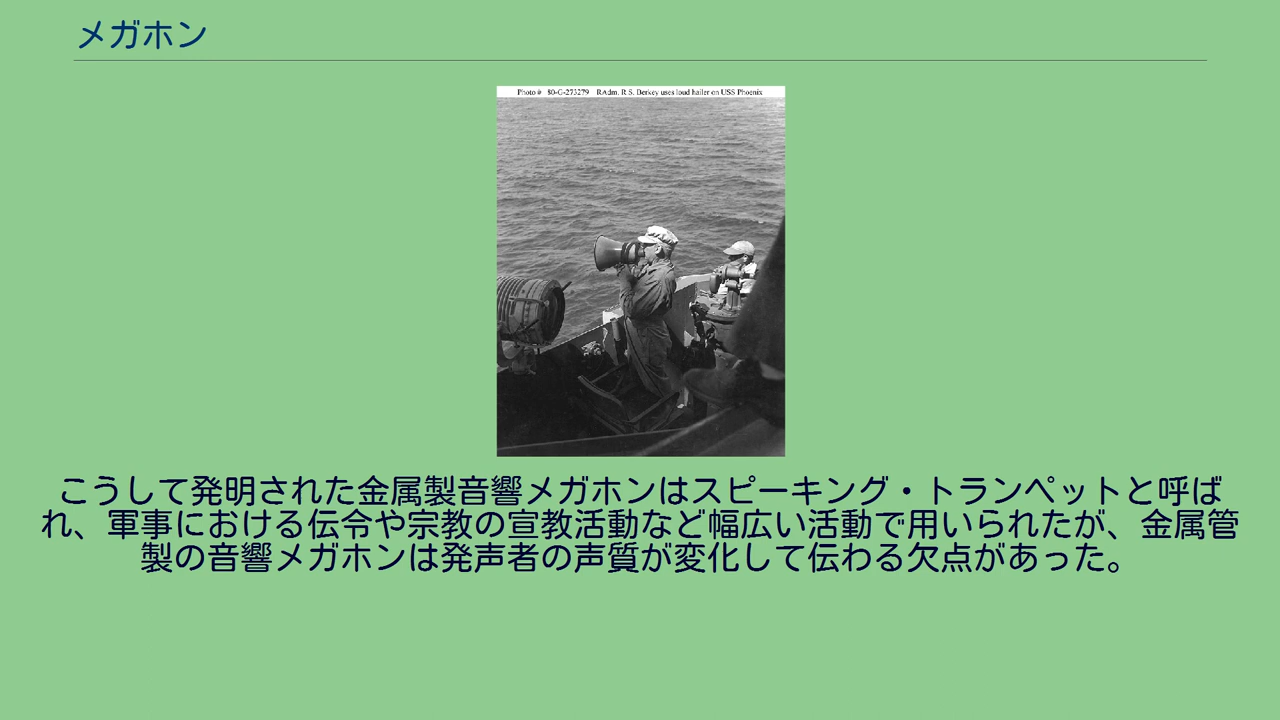 メガホン
Photo # 80-G-273279 RAdm. R.S. Berkey uses loud hailer on USS Phoenix
こうして発明された金属製音響メガホンはスピーキング・トランペットと呼ば
れ、軍事における伝令や宗教の宣教活動など幅広い活動で用いられたが、金属管
製の音響メガホンは発声者の声質が変化して伝わる欠点があった。